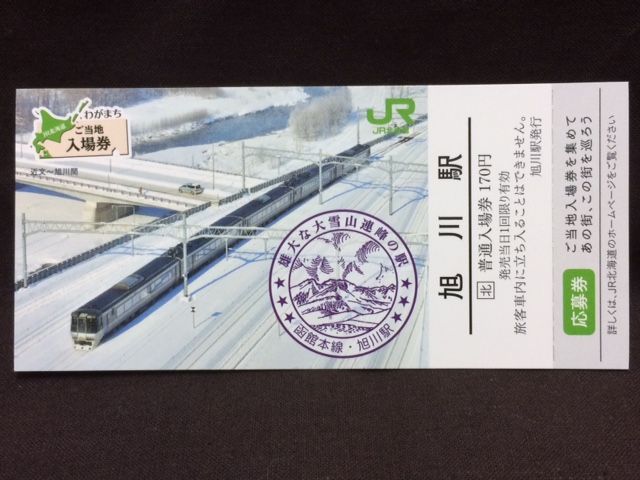 わがまち
ご当地
入場券
JR北海道
近文～旭川間
JR
JR北海道
雄大な大雪山連峰の駅
函館本線・旭川駅
旭川駅
北 普通入場券 170円
発売当日1回限り有効
旅客車内に立ち入ることはできません。
旭川駅発行
応募券
ご当地入場券を集めて
あの街、この街を巡ろう
詳しくは、JR北海道のホームページをご覧ください